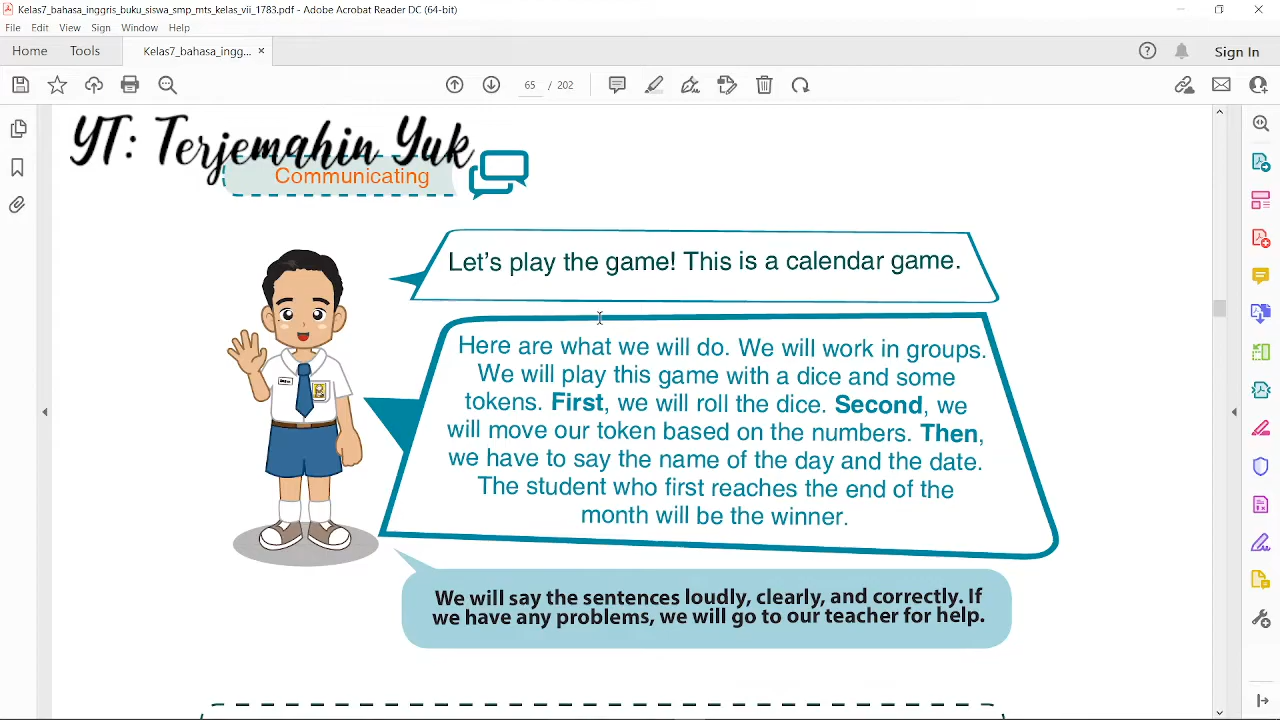 Kelas7_bahasa_inggris_buku_siswa_smp_mts_kelas_vii_1783.pdf - Adobe Acrobat Reader DC (64-bit)
File Edit View Sign Window Help
Home Tools Kelas7_bahasa_ingg... × Sign In
65 / 202
YT: Terjemahin Yuk
Communicating
Let's play the game! This is a calendar game.
Here are what we will do. We will work in groups.
We will play this game with a dice and some
tokens. First, we will roll the dice. Second, we
will move our token based on the numbers. Then,
we have to say the name of the day and the date.
The student who first reaches the end of the
month will be the winner.
We will say the sentences loudly, clearly, and correctly. If
we have any problems, we will go to our teacher for help.